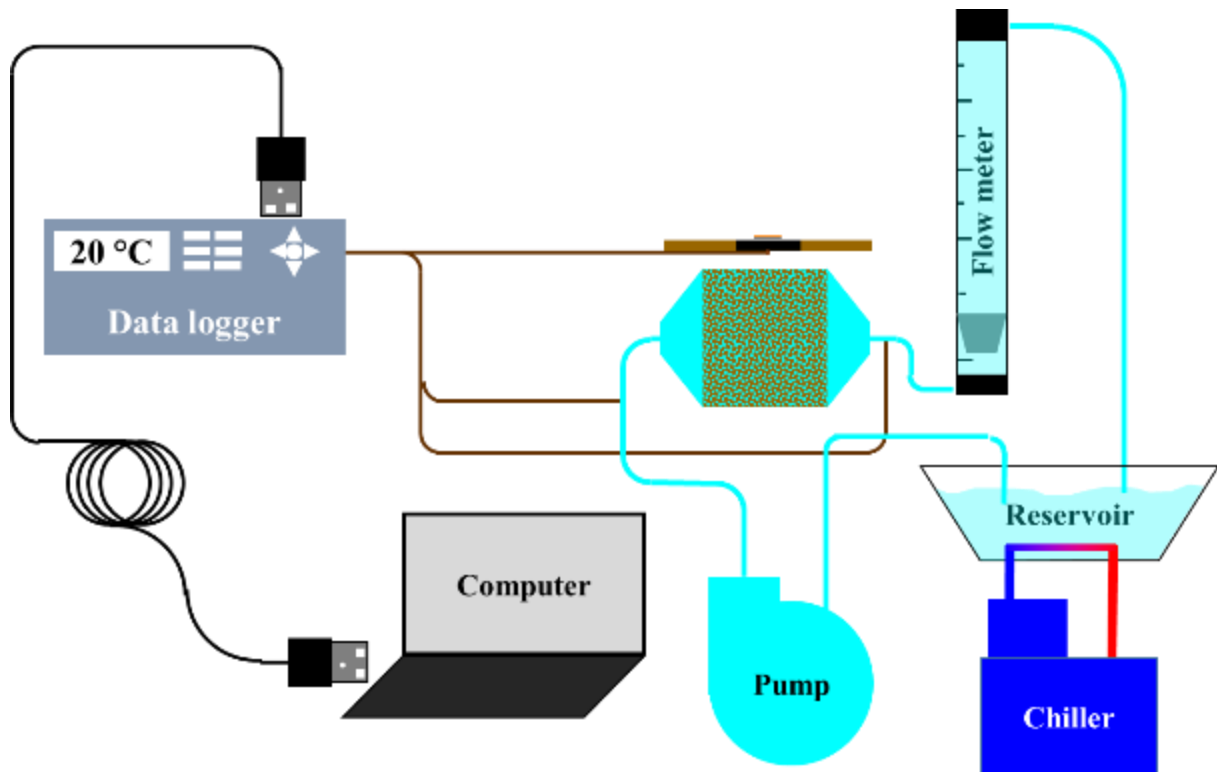 20 °C
Data logger
Flow meter
Reservoir
Computer
Pump
Chiller